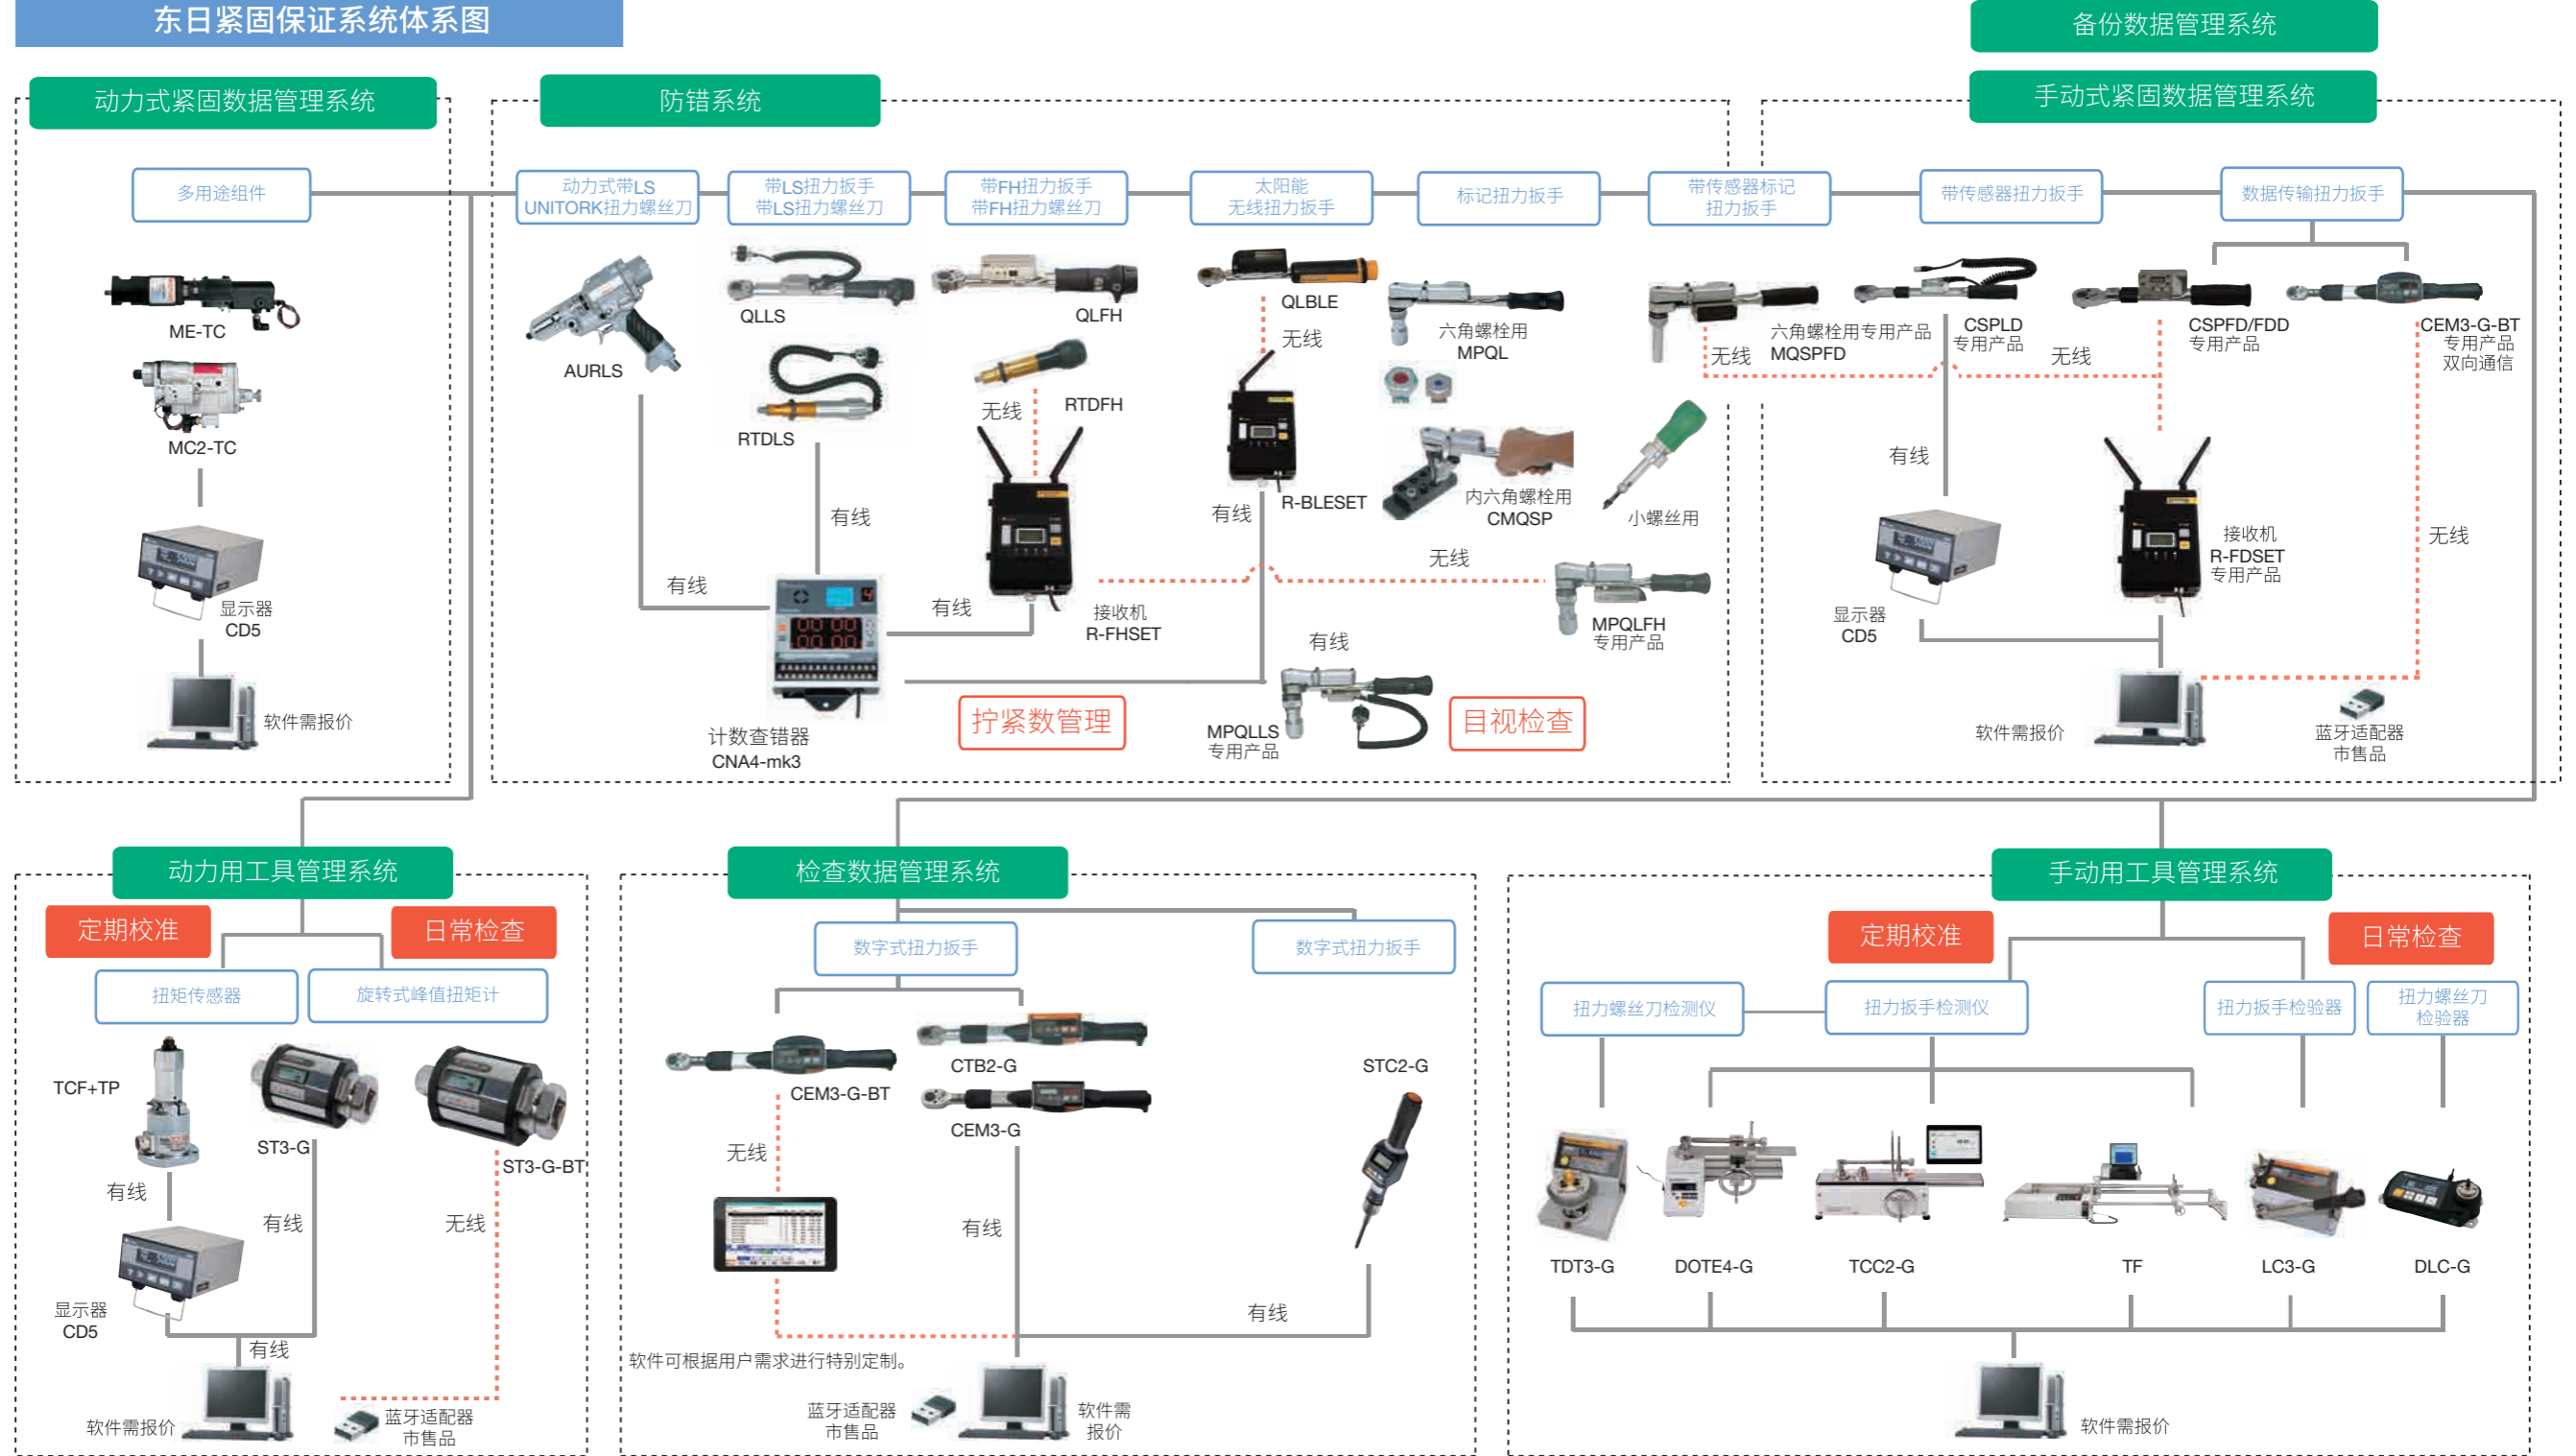 东日紧固保证系统体系图
备份数据管理系统
动力式紧固数据管理系统
防错系统
手动式紧固数据管理系统
多用途组件
动力式带LS
UNITORK扭力螺丝刀
带LS扭力扳手
带LS扭力螺丝刀
带FH扭力扳手
带FH扭力螺丝刀
太阳能
无线扭力扳手
标记扭力扳手
带传感器标记
扭力扳手
带传感器扭力扳手
数据传输扭力扳手
ME-TC
MC2-TC
显示器
CD5
软件需报价
AURLS
QLLS
RTDLS
有线
有线
QLFH
RTDFH
无线
有线
接收机
R-FHSET
计数查错器
CNA4-mk3
QLBLE
无线
R-BLESET
有线
六角螺栓用
MPQL
内六角螺栓用
CMQSP
小螺丝用
无线
MPQLFH
专用产品
有线
MPQLLS
专用产品
拧紧数管理
目视检查
六角螺栓用专用产品
MQSPFD
无线
CSPLD
专用产品
无线
CSPFD/FDD
专用产品
CEM3-G-BT
专用产品
双向通信
有线
接收机
R-FDSET
专用产品
无线
显示器
CD5
软件需报价
蓝牙适配器
市售品
动力用工具管理系统
定期校准
日常检查
扭矩传感器
旋转式峰值扭矩计
TCF+TP
ST3-G
ST3-G-BT
有线
有线
无线
显示器
CD5
有线
软件需报价
蓝牙适配器
市售品
检查数据管理系统
数字式扭力扳手
数字式扭力扳手
CEM3-G-BT
CTB2-G
CEM3-G
STC2-G
无线
有线
有线
软件可根据用户需求进行特别定制。
蓝牙适配器
市售品
软件需
报价
手动用工具管理系统
定期校准
日常检查
扭力螺丝刀检测仪
扭力扳手检测仪
扭力扳手检验器
扭力螺丝刀
检验器
TDT3-G
DOTE4-G
TCC2-G
TF
LC3-G
DLC-G
软件需报价